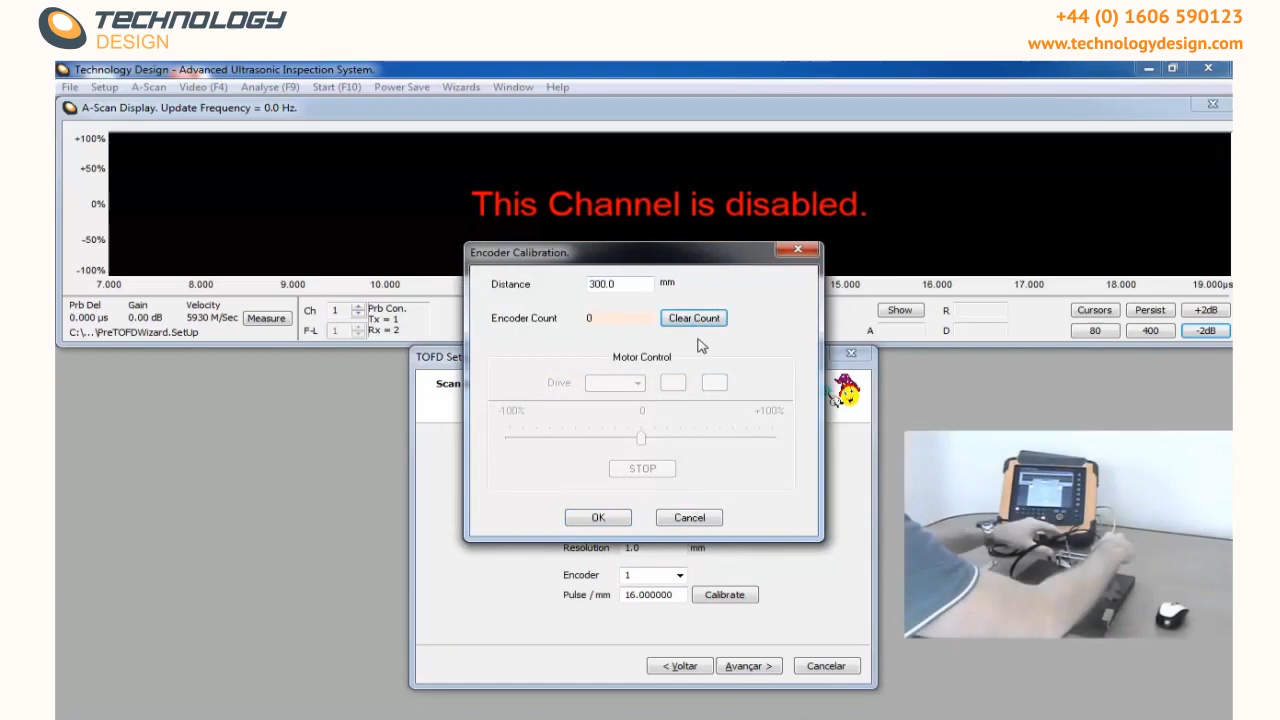 TECHNOLOGY
DESIGN
+44 (0) 1606 590123
www.technologydesign.com
Technology Design - Advanced Ultrasonic Inspection System.
File Setup A-Scan Video (F4) Analyse (F9) Start (F10) Power Save Wizards Window Help
A-Scan Display. Update Frequency = 0.0 Hz.
+100%
+50%
0%
-50%
-100%
This Channel is disabled.
7.000 8.000 9.000 10.000 15.000 16.000 17.000 18.000 19.000µs
Prb Del Gain Velocity
0.000 µs 0.00 dB 5930 M/Sec Measure
C:\...\PreTOFDWizard.SetUp
Ch 1 Prb Con.
Tx = 1
F-L 1 Rx = 2
Show R Cursors Persist +2dB
A D 80 400 -2dB
Encoder Calibration.
Distance 300.0 mm
Encoder Count 0 Clear Count
Motor Control
Drive
-100% 0 +100%
STOP
OK Cancel
TOFD Set
Scan
Resolution 1.0 mm
Encoder 1
Pulse / mm 16.000000 Calibrate
< Voltar Avançar > Cancelar